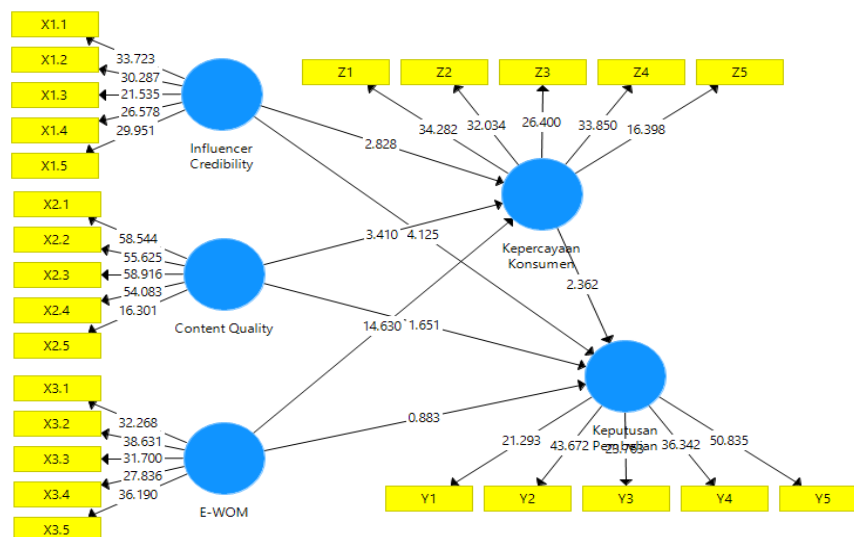 X1.1
X1.2
X1.3
X1.4
X1.5
33.723
30.287
21.535
26.578
29.951
Influencer
Credibility
X2.1
X2.2
X2.3
X2.4
X2.5
58.544
55.625
58.916
54.083
16.301
Content Quality
X3.1
X3.2
X3.3
X3.4
X3.5
32.268
38.631
31.700
27.836
36.190
E-WOM
Z1
Z2
Z3
Z4
Z5
34.282
32.034
26.400
33.850
16.398
Kepercayaan
Konsumen
2.828
3.410
4.125
14.630
1.651
0.883
2.362
Keputusan
Pembelian
21.293
43.672
23.763
36.342
50.835
Y1
Y2
Y3
Y4
Y5